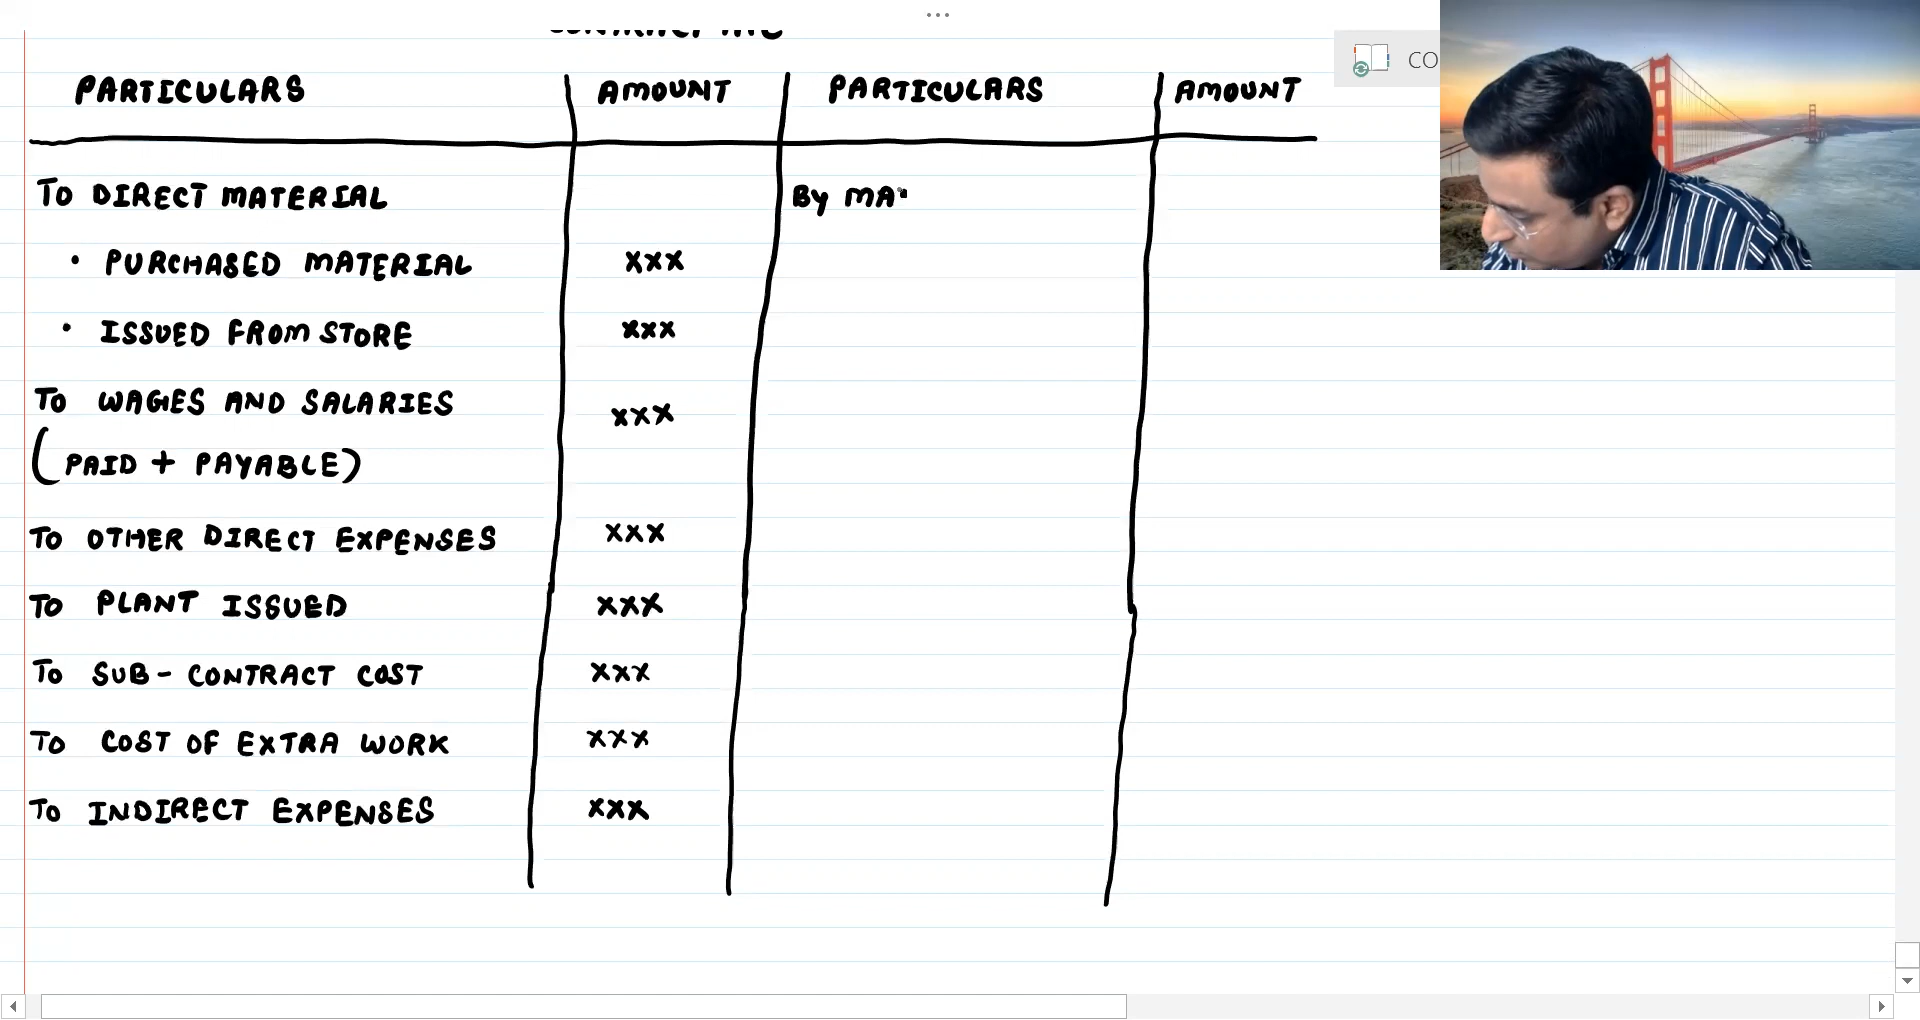 CONTRACT A/C
PARTICULARS AMOUNT PARTICULARS AMOUNT
CO
TO DIRECT MATERIAL By MA
• PURCHASED MATERIAL xxx
• ISSUED FROM STORE xxx
TO WAGES AND SALARIES xxx
(PAID + PAYABLE)
TO OTHER DIRECT EXPENSES xxx
TO PLANT ISSUED xxx
TO SUB - CONTRACT COST xxx
TO COST OF EXTRA WORK xxx
TO INDIRECT EXPENSES xxx